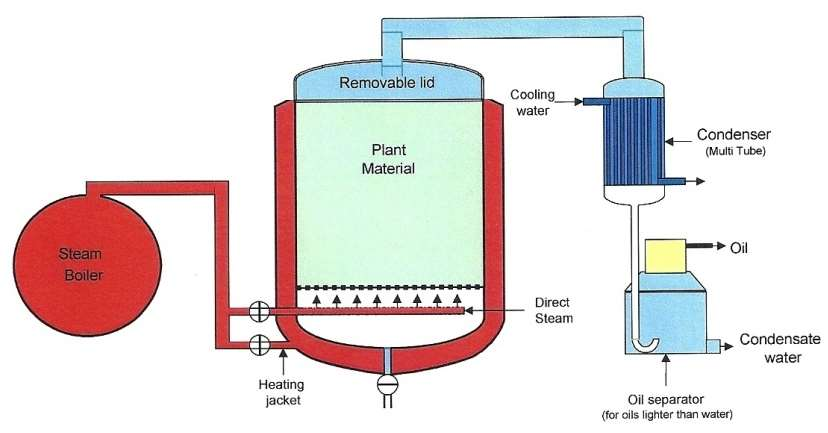 Removable lid
Cooling
water
Condenser
(Multi Tube)
Plant
Material
Steam
Boiler
Oil
Direct
Steam
Condensate
water
Heating
jacket
Oil separator
(for oils lighter than water)